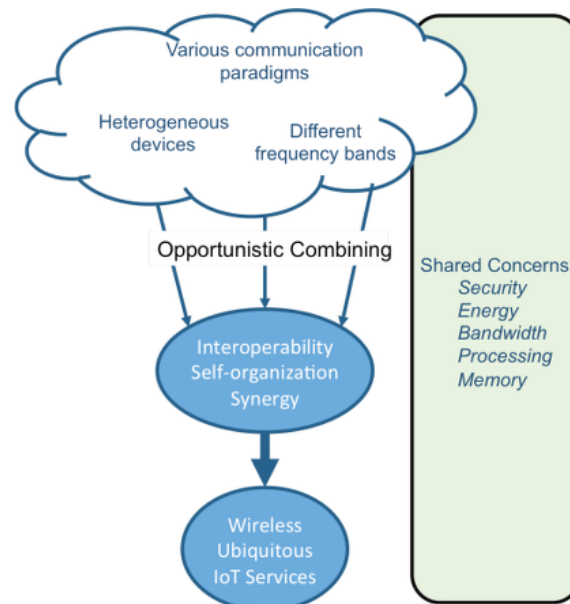 Various communication
paradigms
Heterogeneous
devices
Different
frequency bands
Opportunistic Combining
Interoperability
Self-organization
Synergy
Wireless
Ubiquitous
IoT Services
Shared Concerns
Security
Energy
Bandwidth
Processing
Memory